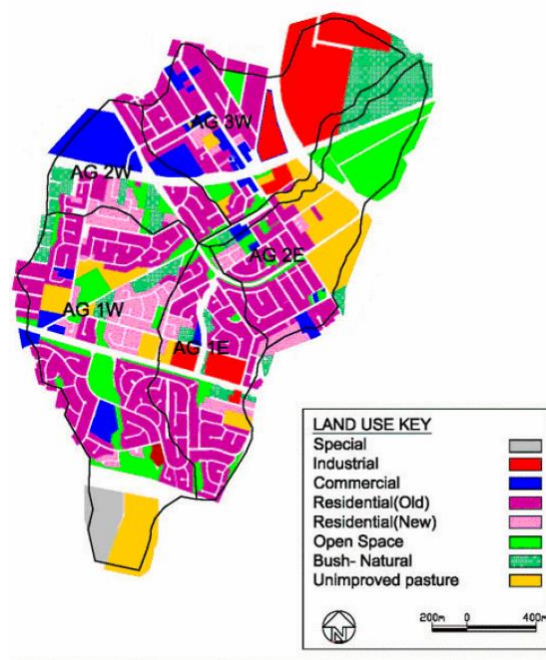 AG 3W
AG 2W
AG 2E
AG 1W
AG 1E
LAND USE KEY
Special
Industrial
Commercial
Residential(Old)
Residential(New)
Open Space
Bush- Natural
Unimproved pasture
N
200m 0 400m